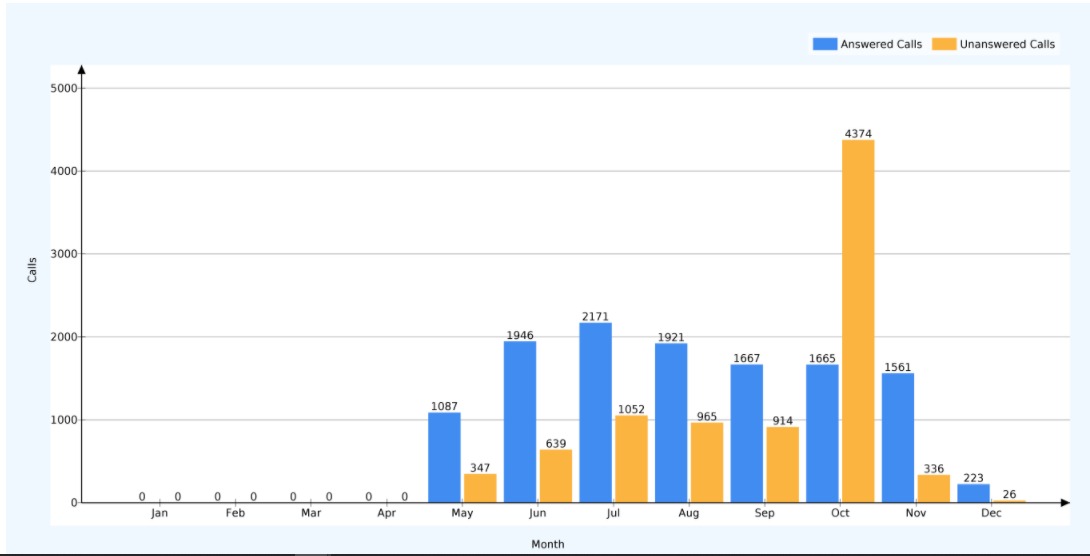 Answered Calls Unanswered Calls
5000
4374
4000
Calls
3000
2171
2000
1946 1921
1667 1665 1561
1087 1052 965 914
1000
639
347 336 223
26
0 0 0 0 0 0 0 0 0
Jan Feb Mar Apr May Jun Jul Aug Sep Oct Nov Dec
Month